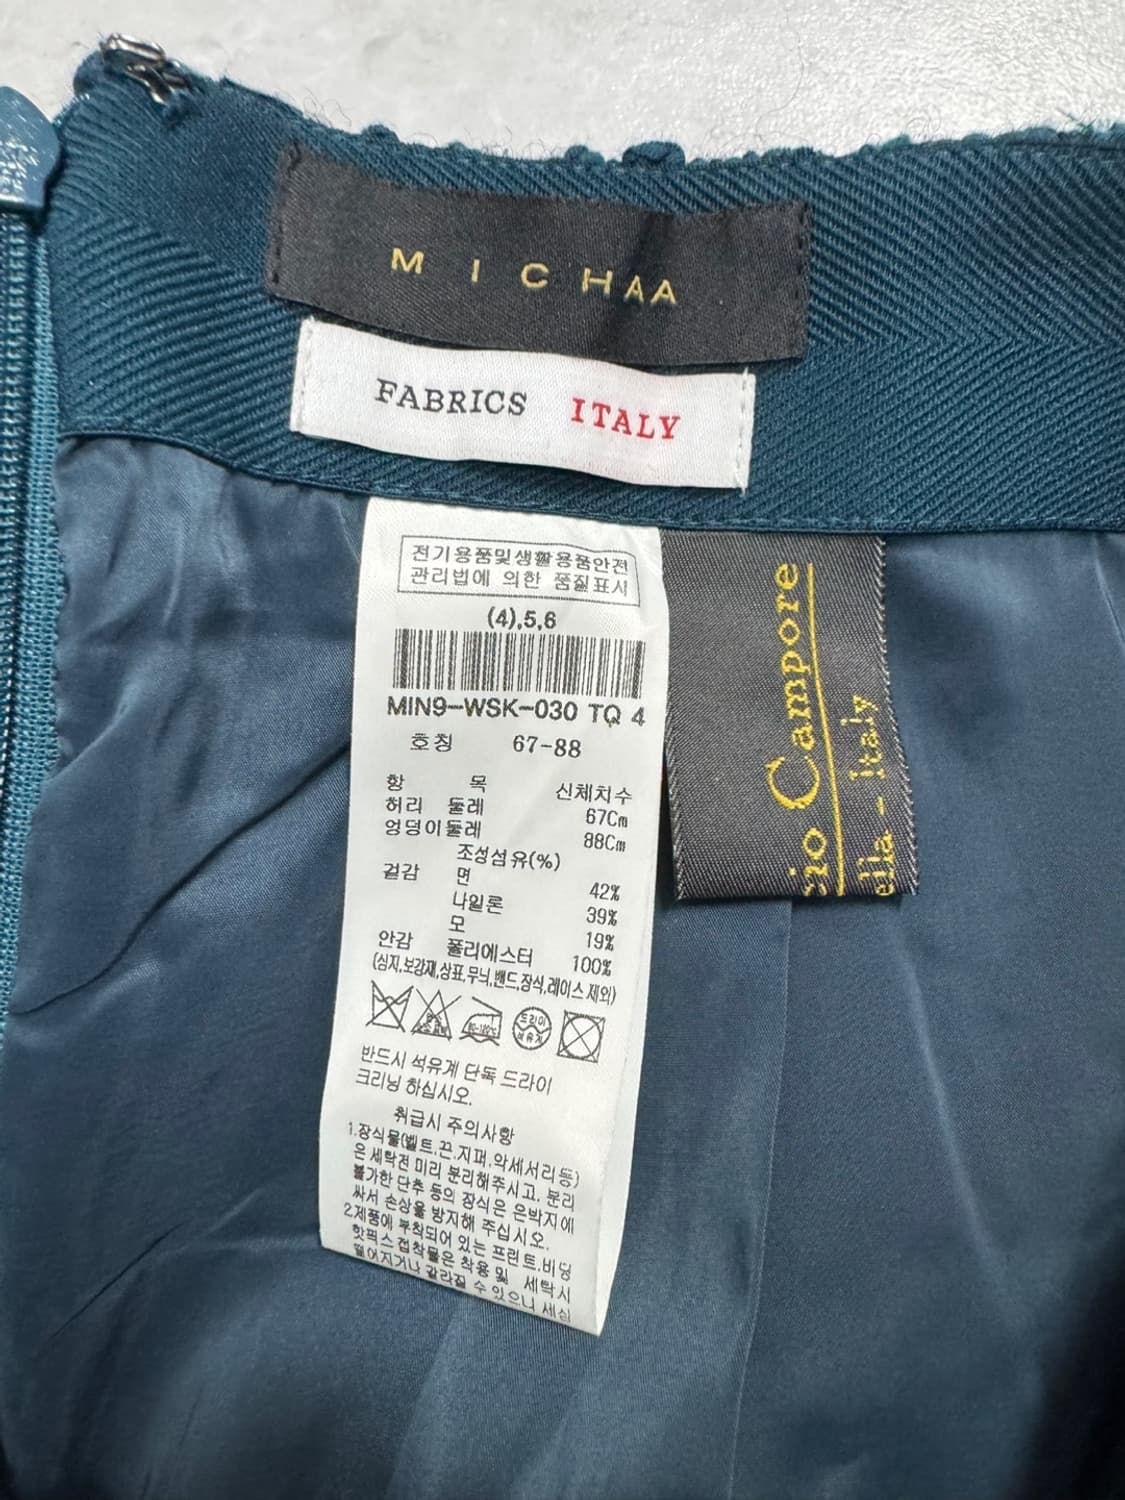 MICHAA
FABRICS ITALY
전기용품및생활용품안전
관리법에 의한 품질표시
(4),5,6
MIN9-WSK-030 TQ 4
호칭 67-88
항 목 신체치수
허리 둘레 67Cm
엉덩이둘레 88Cm
조성섬유(%)
겉감 면 42%
나일론 39%
모 19%
안감 폴리에스터 100%
(심지,보강재,상표,무늬,밴드,장식,레이스 제외)
80-120℃
드라이
석유계
반드시 석유계 단독 드라이
크리닝 하십시오.
취급시 주의사항
1.장식물(벨트.끈.지퍼.악세서리등)
은 세탁전 미리 분리해주시고. 분리
불가한 단추 등의 장식은 은박지에
싸서 손상을 방지해 주십시오.
2.제품에 부착되어 있는 프린트.비딩
핫픽스 접착물은 착용 및 세탁시
떨어지거나 갈라질 수 있으니 세심
cio Campore
ella - Italy